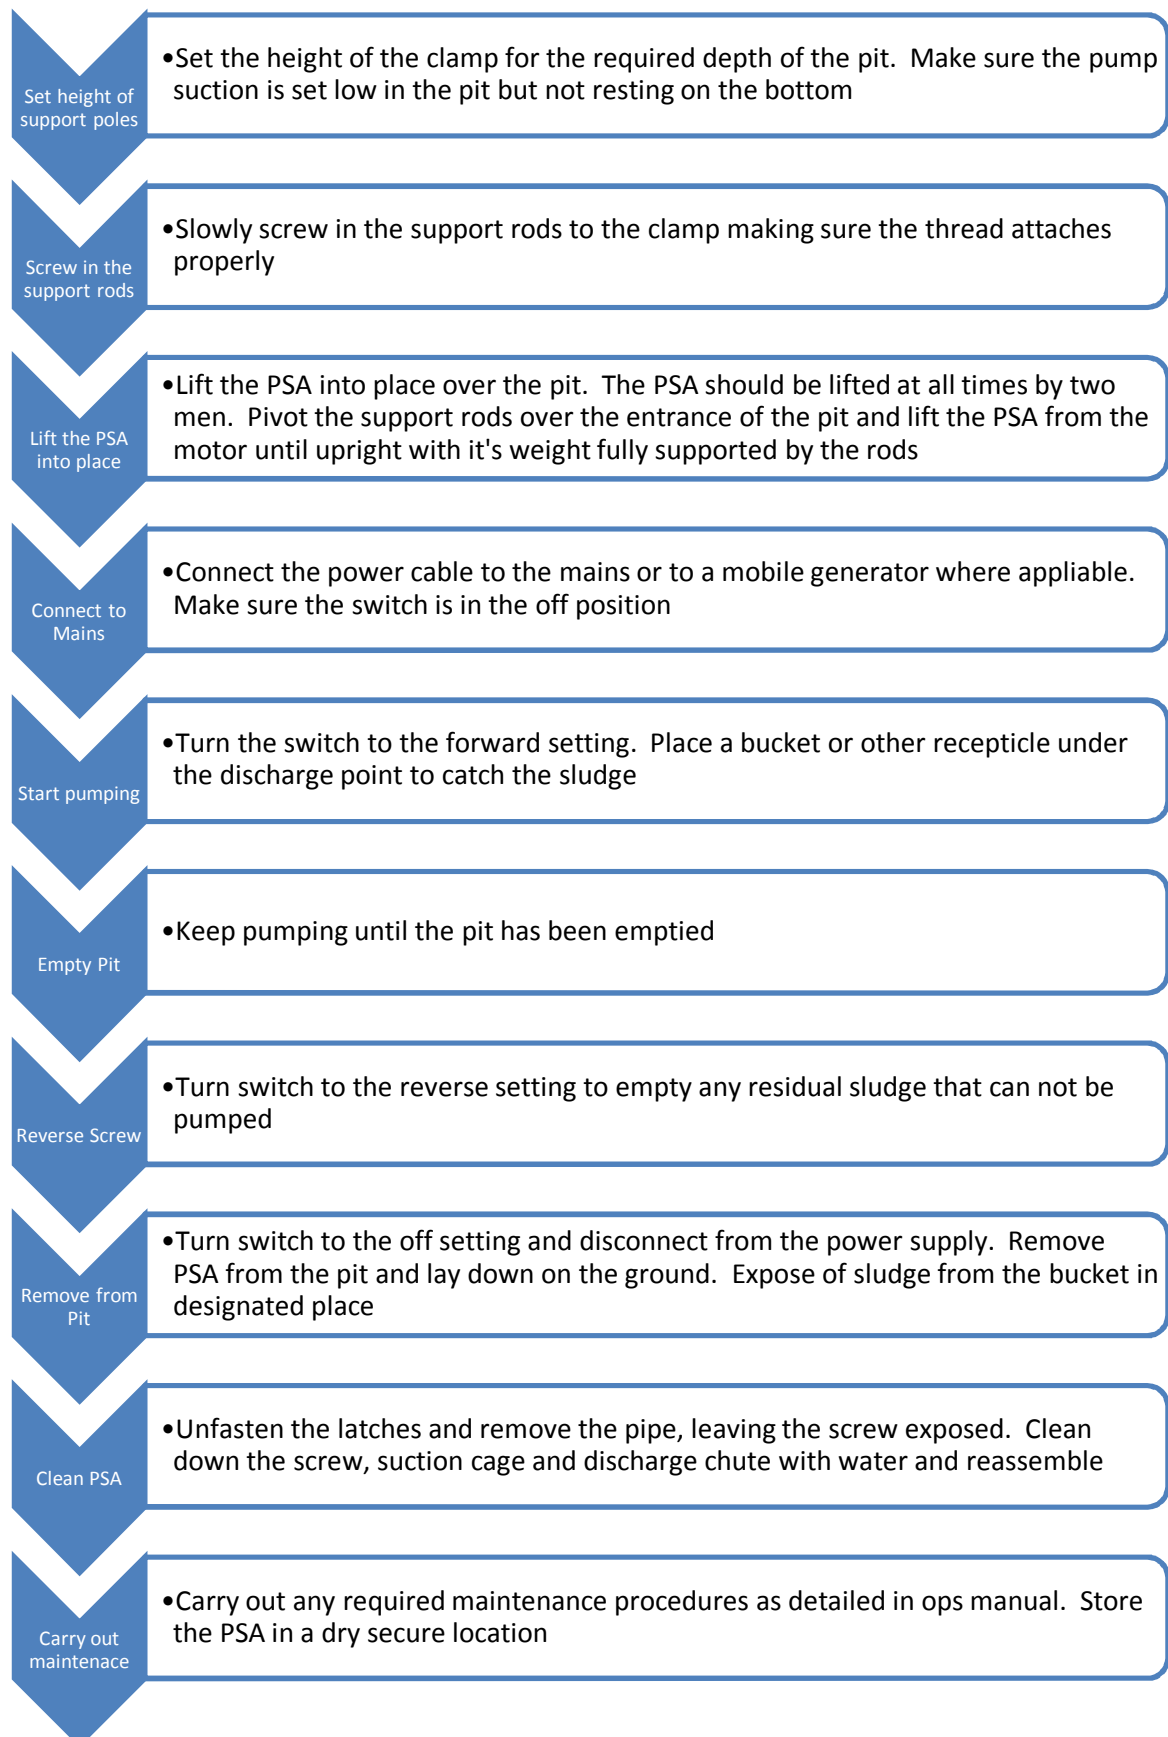 Set height of
support poles
•Set the height of the clamp for the required depth of the pit.  Make sure the pump
suction is set low in the pit but not resting on the bottom
Screw in the
support rods
•Slowly screw in the support rods to the clamp making sure the thread attaches
properly
Lift the PSA
into place
•Lift the PSA into place over the pit.  The PSA should be lifted at all times by two
men.  Pivot the support rods over the entrance of the pit and lift the PSA from the
motor until upright with it's weight fully supported by the rods
Connect to
Mains
•Connect the power cable to the mains or to a mobile generator where appliable.
Make sure the switch is in the off position
Start pumping
•Turn the switch to the forward setting.  Place a bucket or other recepticle under
the discharge point to catch the sludge
Empty Pit
•Keep pumping until the pit has been emptied
Reverse Screw
•Turn switch to the reverse setting to empty any residual sludge that can not be
pumped
Remove from
Pit
•Turn switch to the off setting and disconnect from the power supply.  Remove
PSA from the pit and lay down on the ground.  Expose of sludge from the bucket in
designated place
Clean PSA
•Unfasten the latches and remove the pipe, leaving the screw exposed.  Clean
down the screw, suction cage and discharge chute with water and reassemble
Carry out
maintenace
•Carry out any required maintenance procedures as detailed in ops manual.  Store
the PSA in a dry secure location